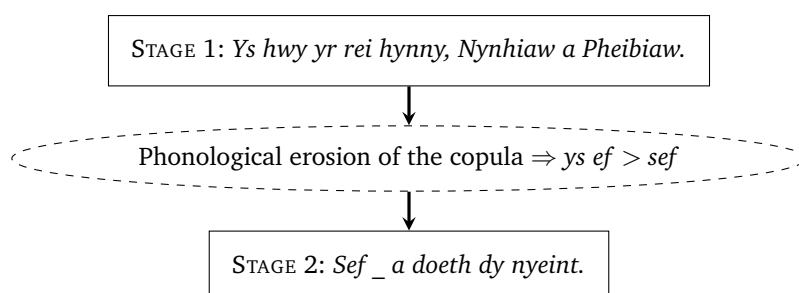 STAGE 1: Ys hwy yr rei hynny, Nynhiaw a Pheibiaw.
Phonological erosion of the copula ⇒ ys ef > sef
STAGE 2: Sef _ a doeth dy nyeint.